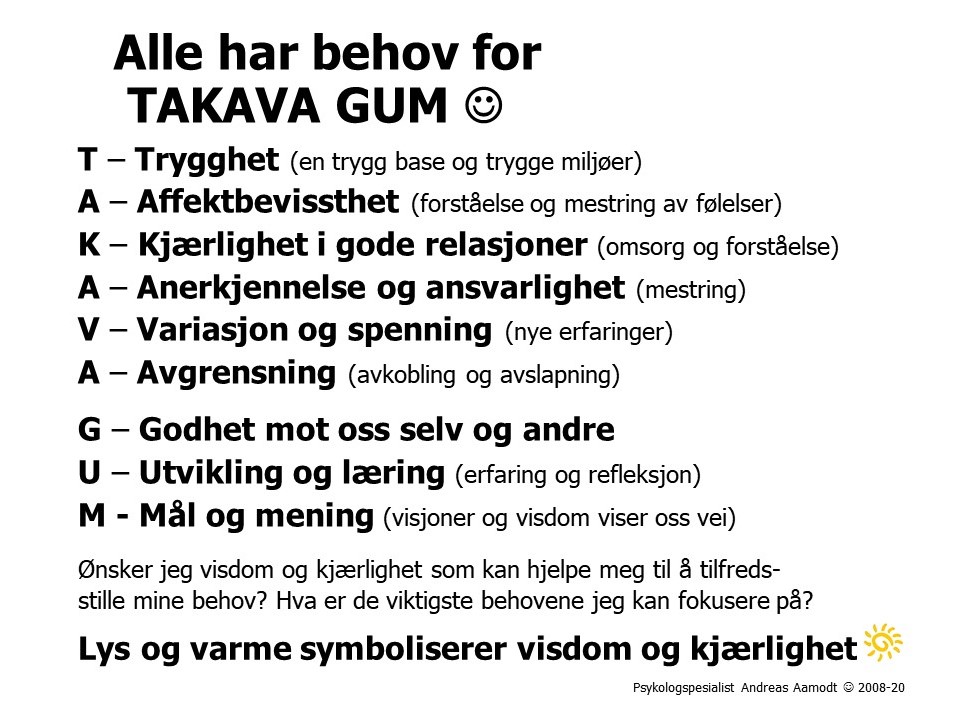 Alle har behov for
TAKAVA GUM ☺
T – Trygghet (en trygg base og trygge miljøer)
A – Affektbevissthet (forståelse og mestring av følelser)
K – Kjærlighet i gode relasjoner (omsorg og forståelse)
A – Anerkjennelse og ansvarlighet (mestring)
V – Variasjon og spenning (nye erfaringer)
A – Avgrensning (avkobling og avslapning)
G – Godhet mot oss selv og andre
U – Utvikling og læring (erfaring og refleksjon)
M - Mål og mening (visjoner og visdom viser oss vei)
Ønsker jeg visdom og kjærlighet som kan hjelpe meg til å tilfreds-
stille mine behov? Hva er de viktigste behovene jeg kan fokusere på?
Lys og varme symboliserer visdom og kjærlighet
Psykologspesialist Andreas Aamodt ☺ 2008-20